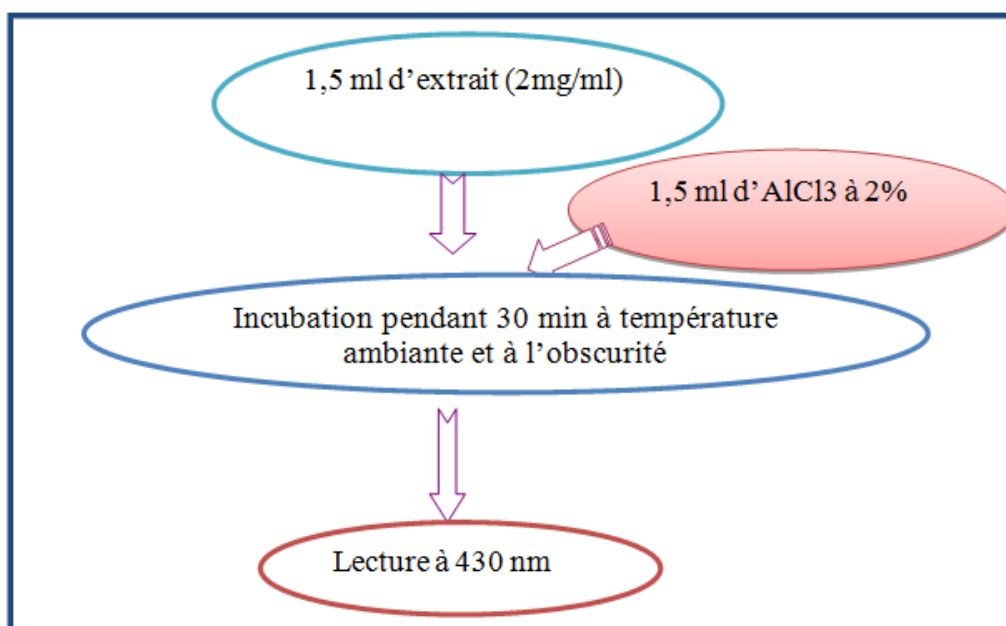 1,5 ml d’extrait (2mg/ml)
1,5 ml d’AlCl3 à 2%
Incubation pendant 30 min à température
ambiante et à l’obscurité
Lecture à 430 nm